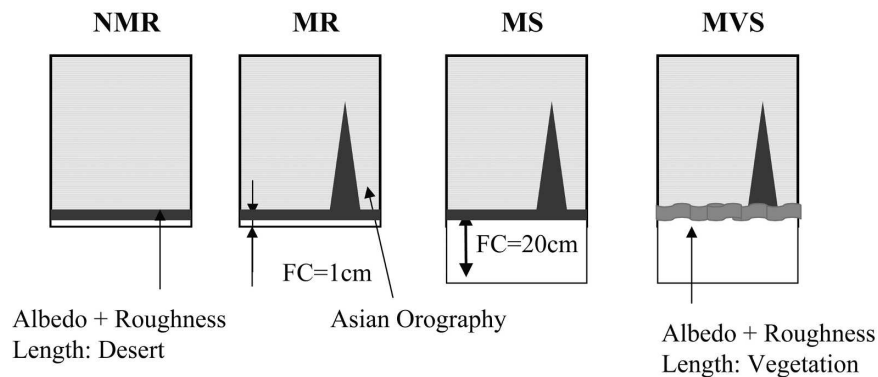 NMR
MR
MS
MVS
FC=1cm
FC=20cm
Albedo + Roughness
Length: Desert
Asian Orography
Albedo + Roughness
Length: Vegetation